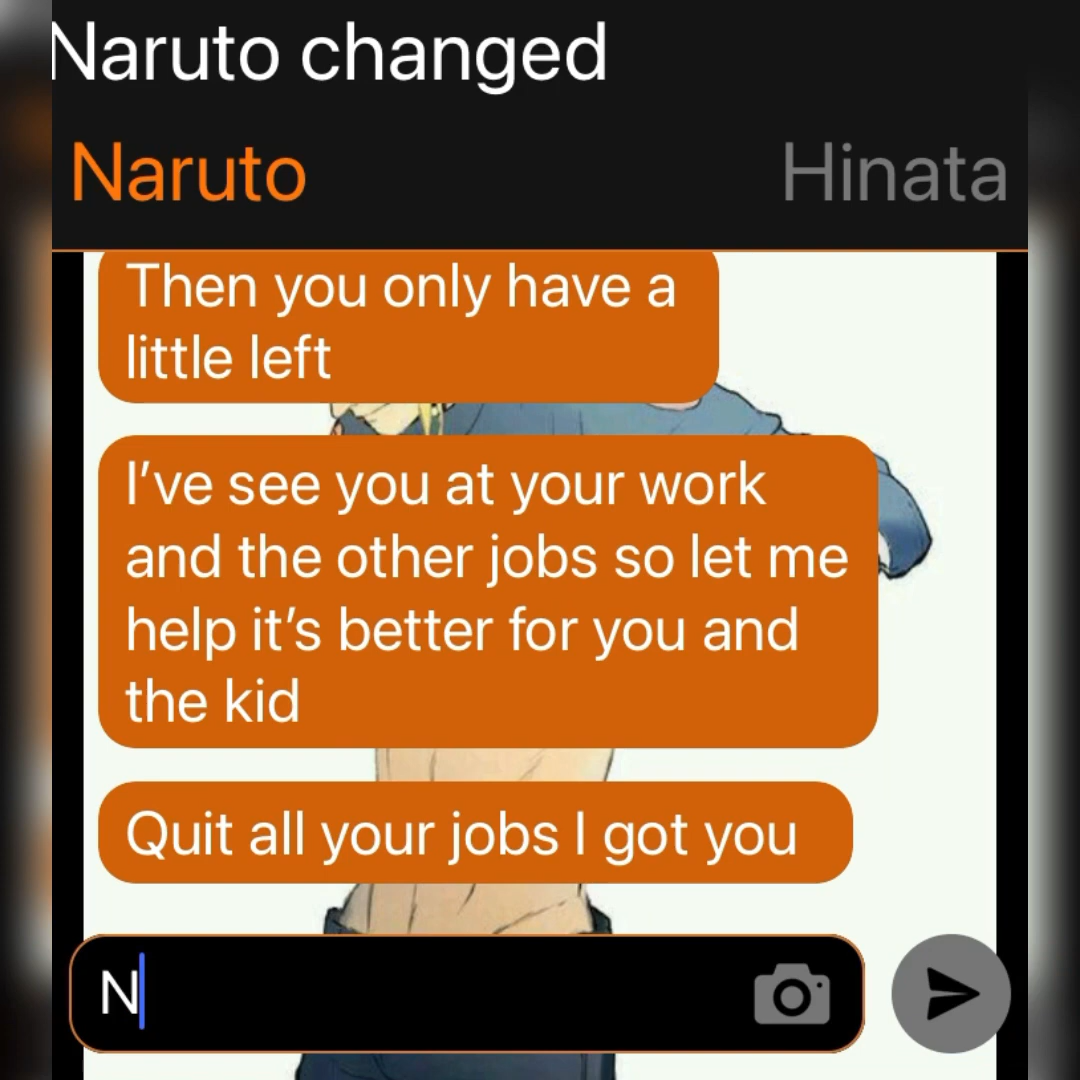 Naruto changed
Naruto Hinata
Then you only have a
little left
I've see you at your work
and the other jobs so let me
help it's better for you and
the kid
Quit all your jobs I got you
N